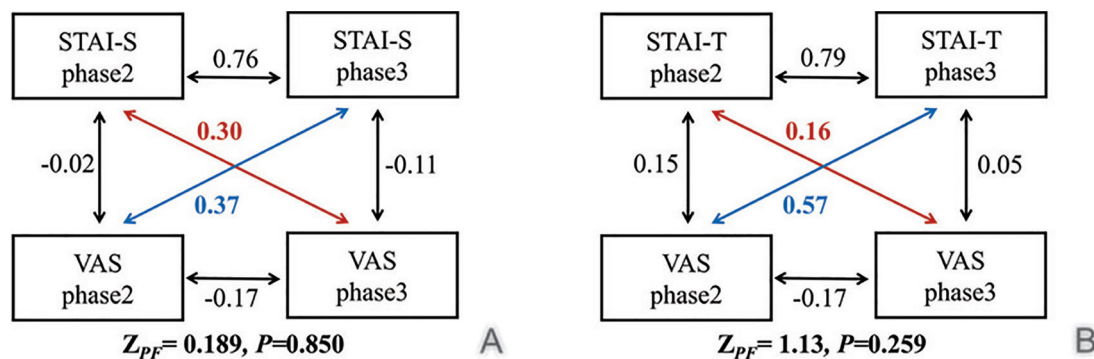 STAI-S
phase2
0.76
STAI-S
phase3
-0.02
0.30
0.37
-0.11
VAS
phase2
-0.17
VAS
phase3
Z_PF= 0.189, P=0.850
A
STAI-T
phase2
0.79
STAI-T
phase3
0.15
0.16
0.57
0.05
VAS
phase2
-0.17
VAS
phase3
Z_PF= 1.13, P=0.259
B